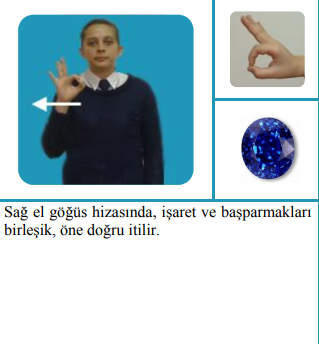 Sağ el göğüs hizasında, işaret ve başparmakları
birleşik, öne doğru itilir.